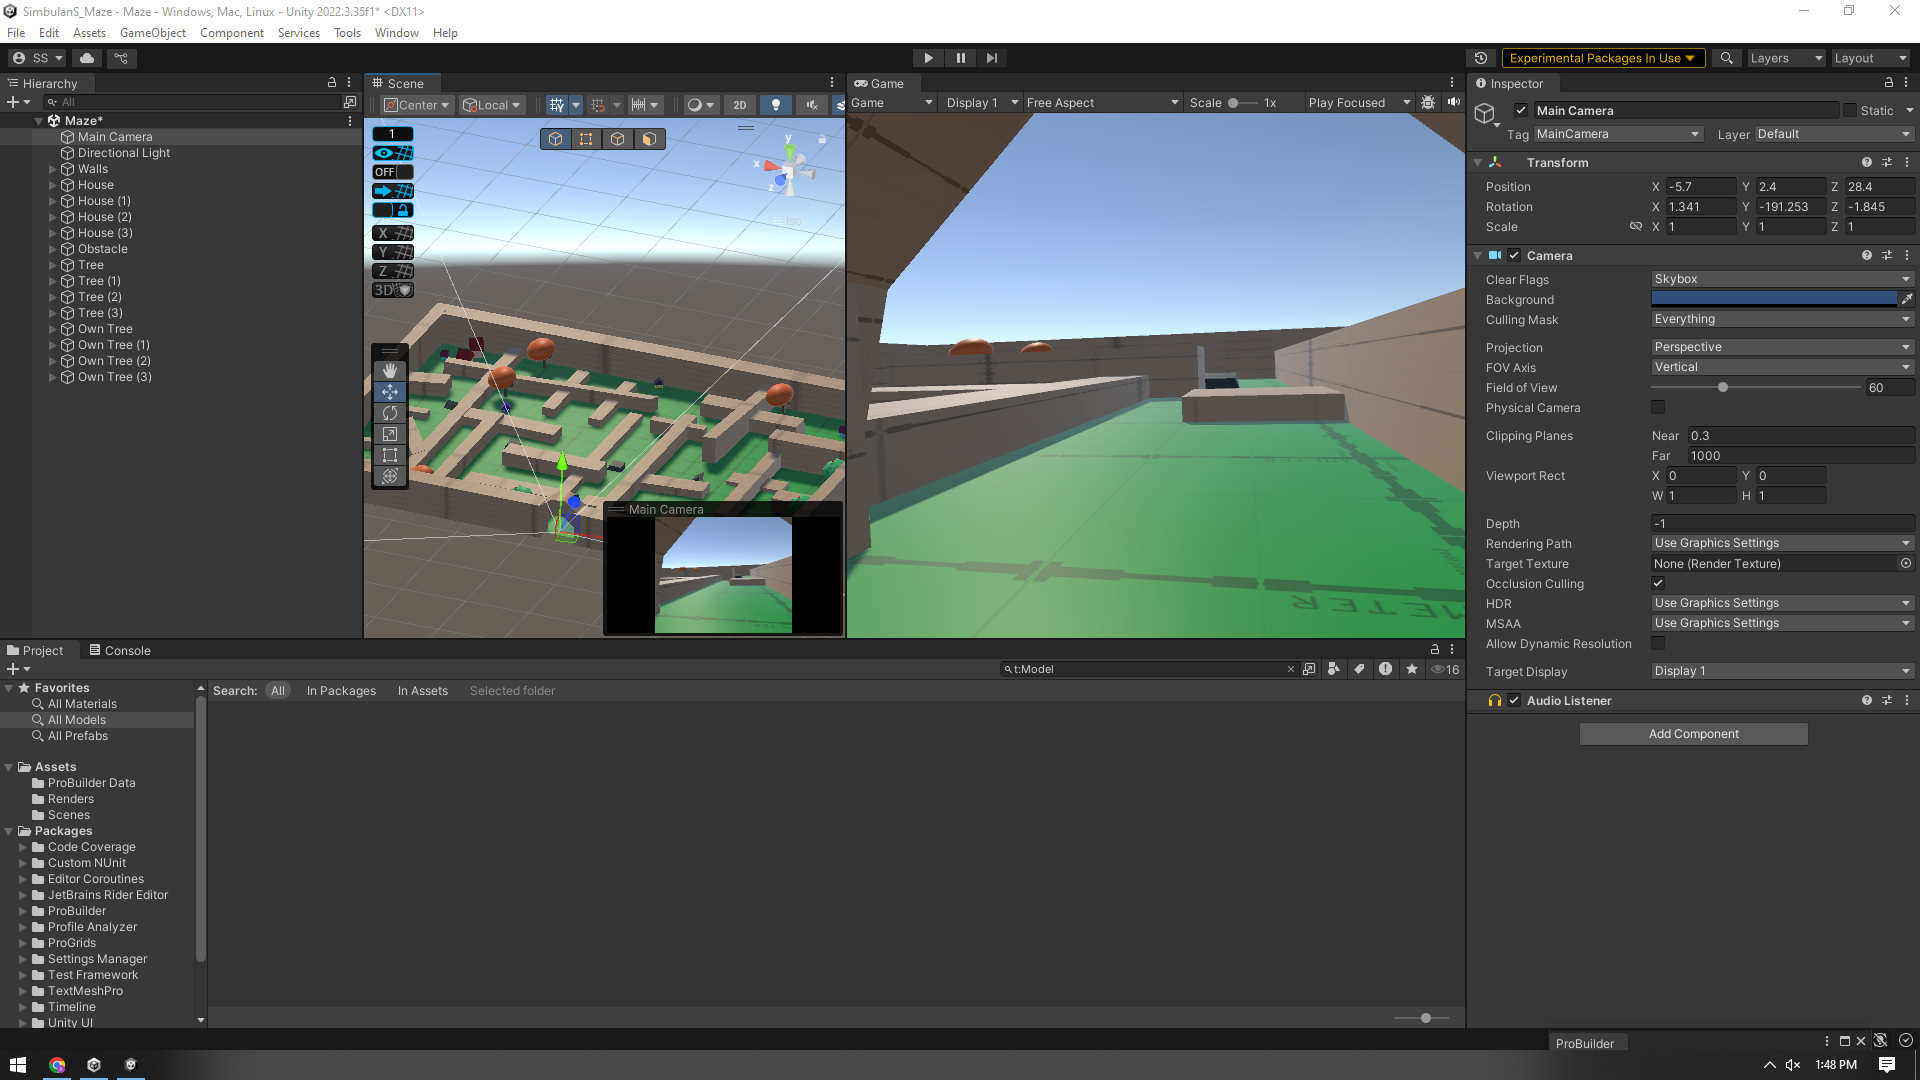 SimbulanS_Maze - Maze - Windows, Mac, Linux - Unity 2022.3.35f1* <DX11>
File Edit Assets GameObject Component Services Tools Window Help
SS
Experimental Packages In Use
Layers
Layout
Hierarchy
All
Maze*
Main Camera
Directional Light
Walls
House
House (1)
House (2)
House (3)
Obstacle
Tree
Tree (1)
Tree (2)
Tree (3)
Own Tree
Own Tree (1)
Own Tree (2)
Own Tree (3)
Scene
Center
Local
2D
1
OFF
X
Y
Z
3D
y
x
z
Iso
Main Camera
Game
Game
Display 1
Free Aspect
Scale
1x
Play Focused
METER
Inspector
Main Camera
Static
Tag MainCamera
Layer Default
Transform
Position X -5.7 Y 2.4 Z 28.4
Rotation X 1.341 Y -191.253 Z -1.845
Scale X 1 Y 1 Z 1
Camera
Clear Flags Skybox
Background
Culling Mask Everything
Projection Perspective
FOV Axis Vertical
Field of View 60
Physical Camera
Clipping Planes Near 0.3
Far 1000
Viewport Rect X 0 Y 0
W 1 H 1
Depth -1
Rendering Path Use Graphics Settings
Target Texture None (Render Texture)
Occlusion Culling
HDR Use Graphics Settings
MSAA Use Graphics Settings
Allow Dynamic Resolution
Target Display Display 1
Audio Listener
Add Component
Project
Console
t:Model
16
Favorites
All Materials
All Models
All Prefabs
Assets
ProBuilder Data
Renders
Scenes
Packages
Code Coverage
Custom NUnit
Editor Coroutines
JetBrains Rider Editor
ProBuilder
Profile Analyzer
ProGrids
Settings Manager
Test Framework
TextMeshPro
Timeline
Unity UI
Search: All In Packages In Assets Selected folder
ProBuilder
1:48 PM